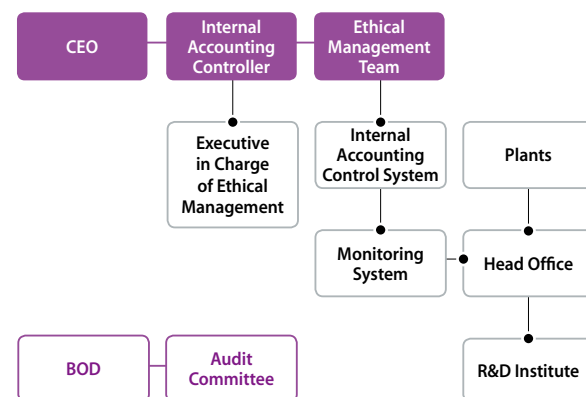 CEO
Internal
Accounting
Controller
Ethical
Management
Team
Executive
in Charge
of Ethical
Management
Internal
Accounting
Control System
Plants
Monitoring
System
Head Office
BOD
Audit
Committee
R&D Institute